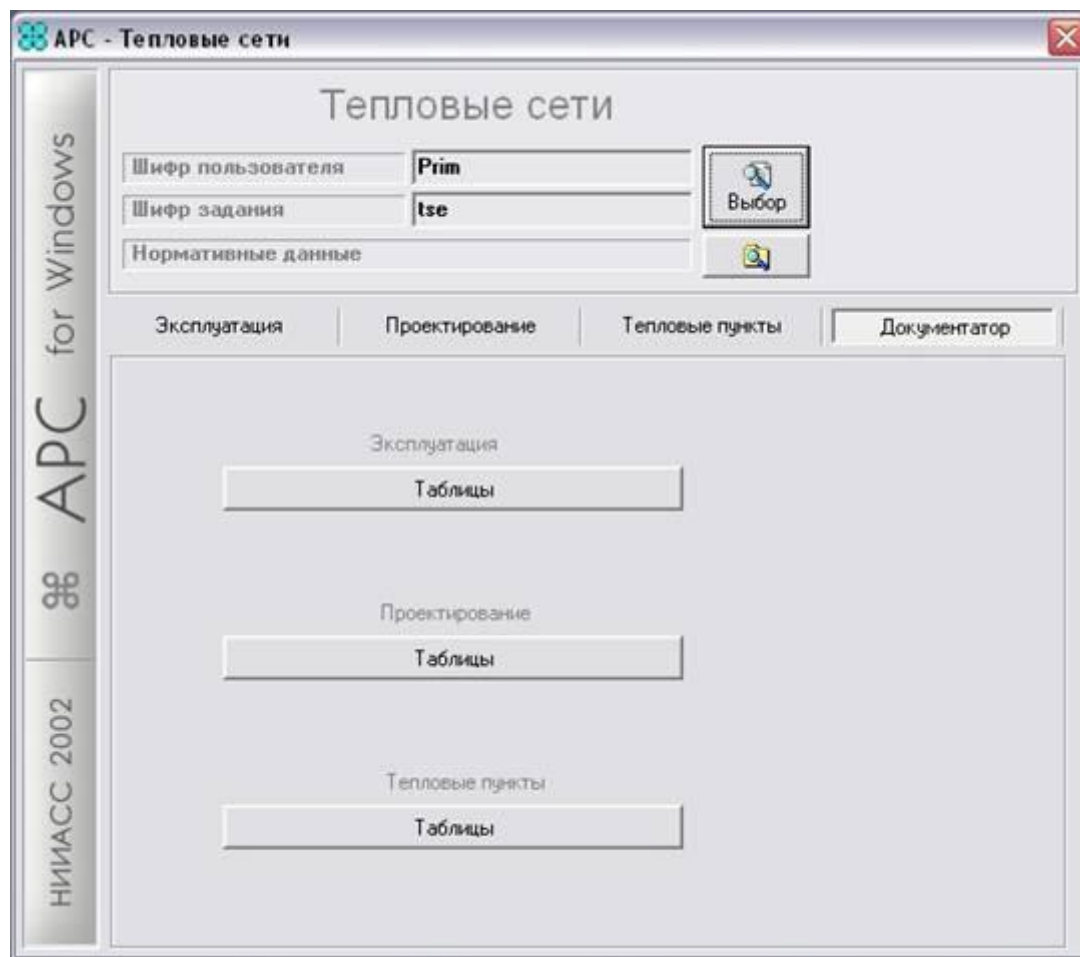 АРС - Тепловые сети
Тепловые сети
Шифр пользователя Prim
Шифр задания tse
Выбор
Нормативные данные
Эксплуатация Проектирование Тепловые пункты Документатор
Эксплуатация
Таблицы
Проектирование
Таблицы
Тепловые пункты
Таблицы
АРС for Windows
НИИАСС 2002